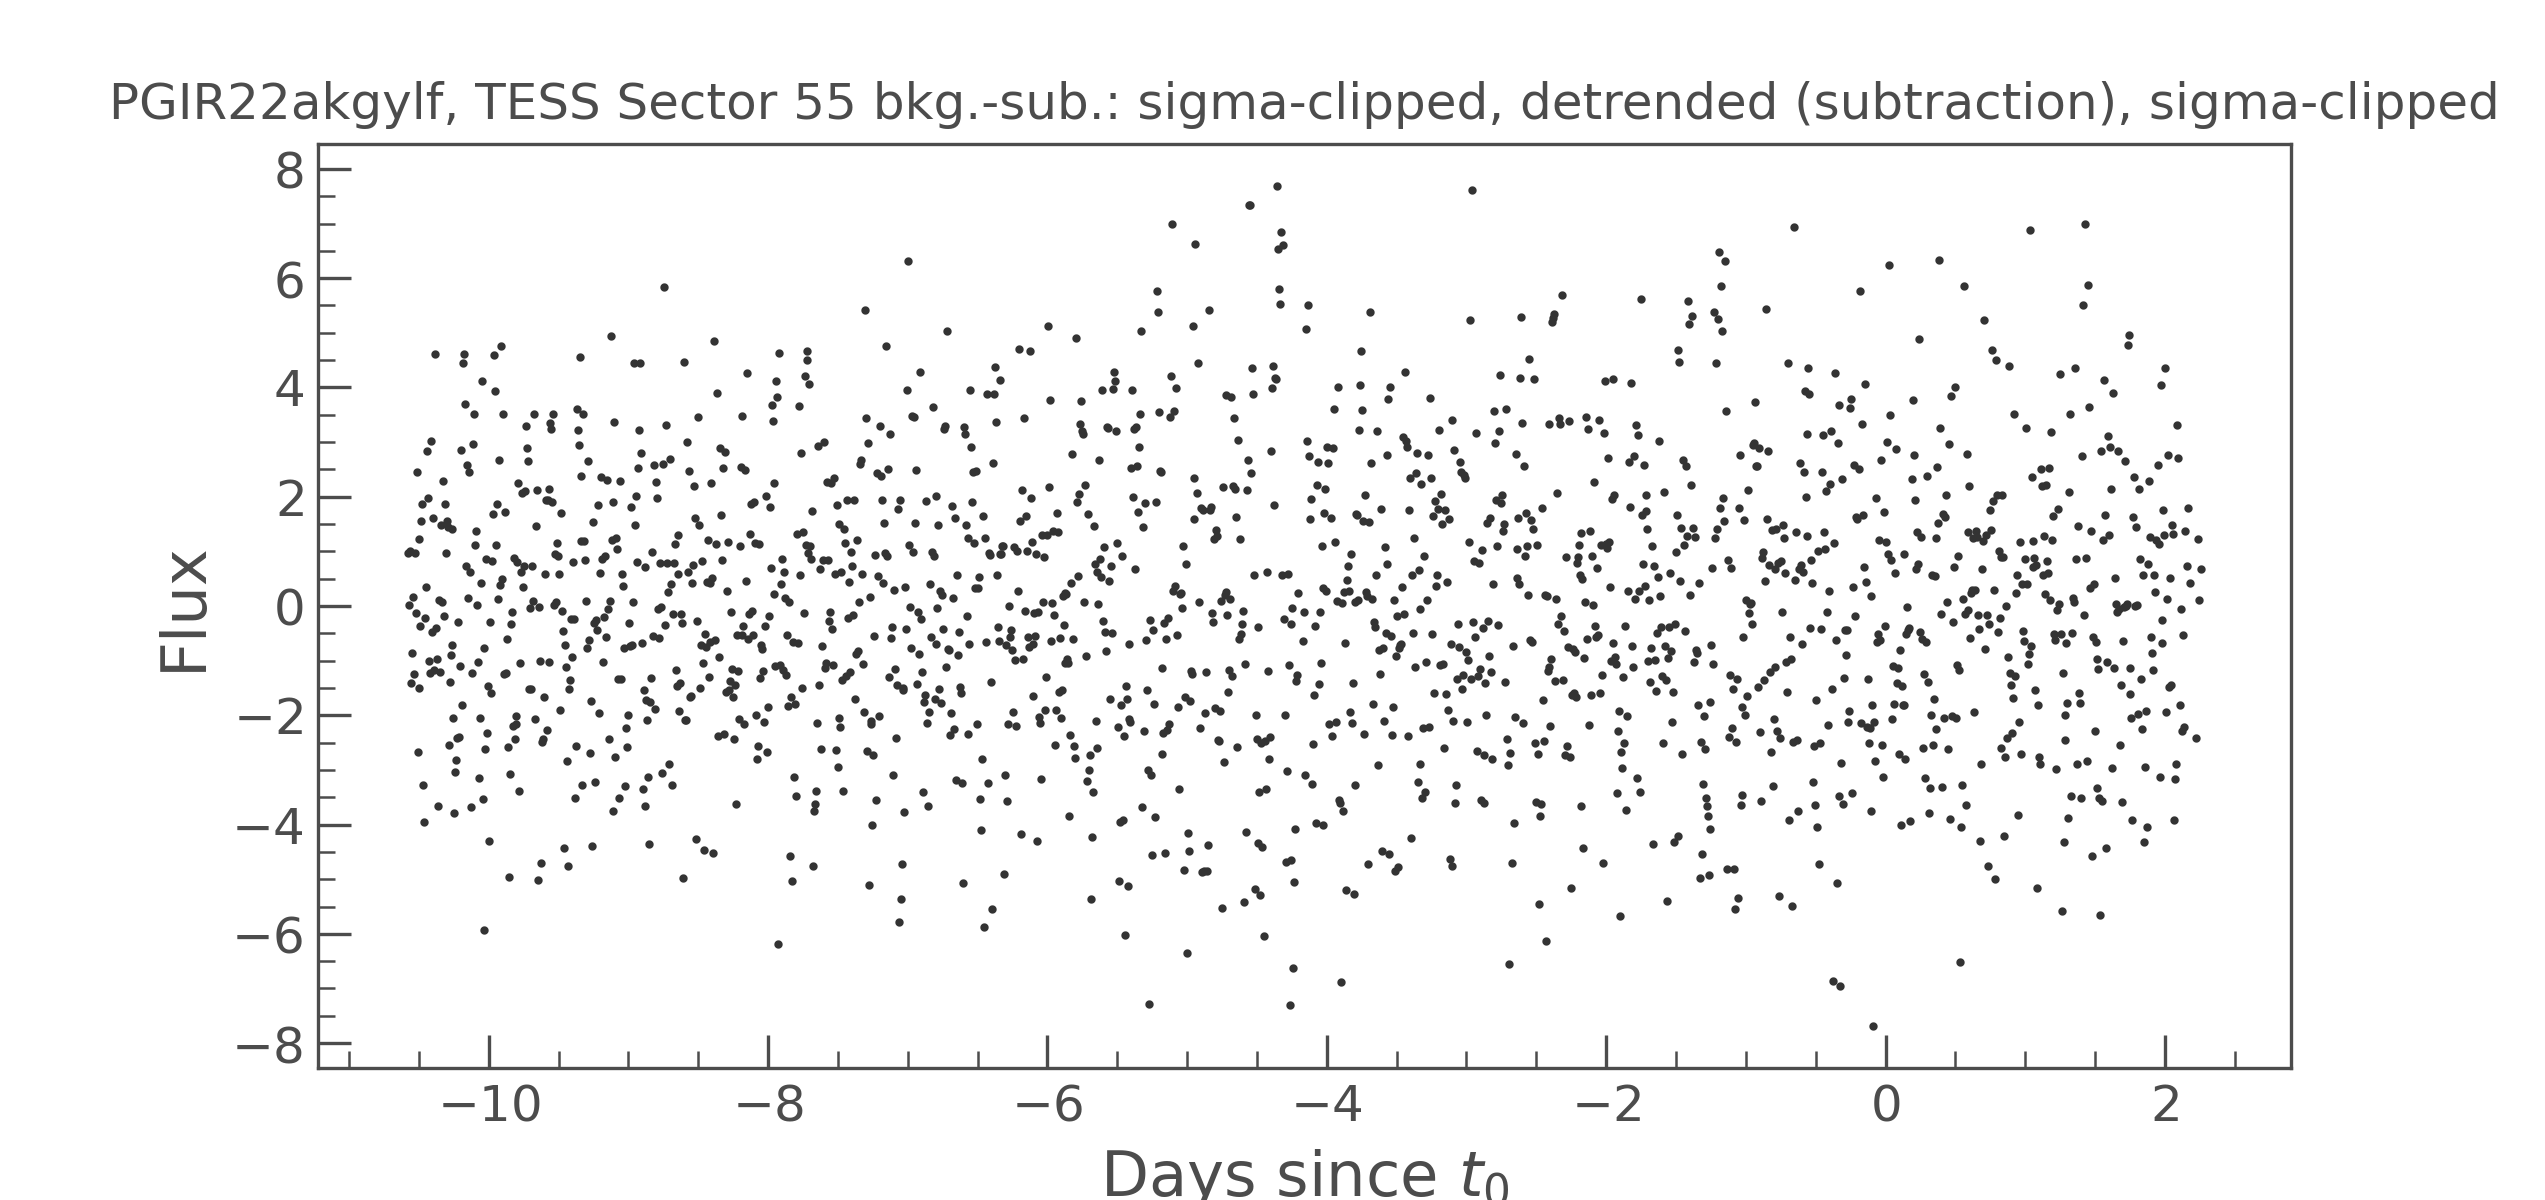 PGIR22akgylf, TESS Sector 55 bkg.-sub.: sigma-clipped, detrended (subtraction), sigma-clipped
8
6
4
2
0
−2
−4
−6
−8
Flux
−10 −8 −6 −4 −2 0 2
Days since t₀